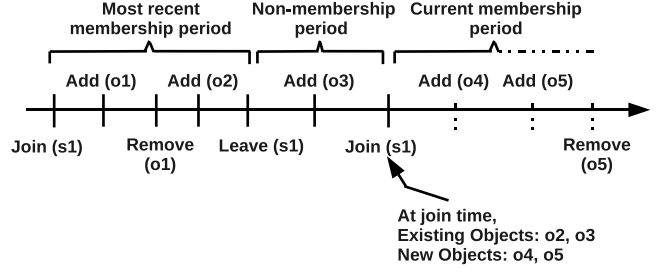 Most recent
membership period
Non-membership
period
Current membership
period
Add (o1)
Add (o2)
Add (o3)
Add (o4)
Add (o5)
Join (s1)
Remove
(o1)
Leave (s1)
Join (s1)
Remove
(o5)
At join time,
Existing Objects: o2, o3
New Objects: o4, o5